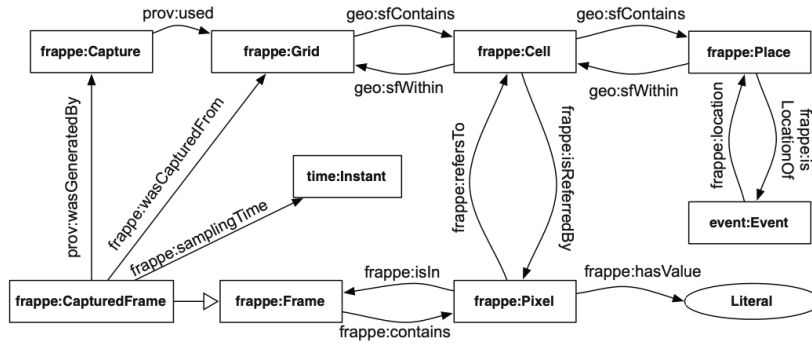 prov:used
geo:sfContains
geo:sfContains
frappe:Capture
frappe:Grid
frappe:Cell
frappe:Place
geo:sfWithin
geo:sfWithin
prov:wasGeneratedBy
frappe:wasCapturedFrom
frappe:samplingTime
time:Instant
frappe:refersTo
frappe:isReferredBy
frappe:location
frappe:is
LocationOf
event:Event
frappe:isIn
frappe:hasValue
frappe:CapturedFrame
frappe:Frame
frappe:Pixel
Literal
frappe:contains